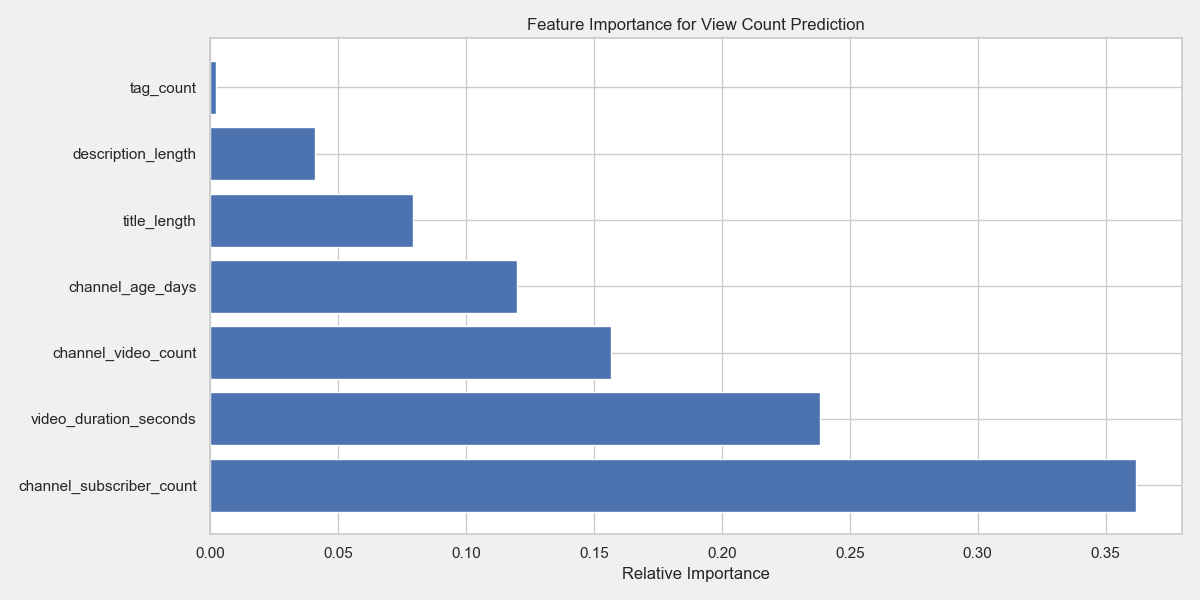 Feature Importance for View Count Prediction
tag_count
description_length
title_length
channel_age_days
channel_video_count
video_duration_seconds
channel_subscriber_count
0.00 0.05 0.10 0.15 0.20 0.25 0.30 0.35
Relative Importance